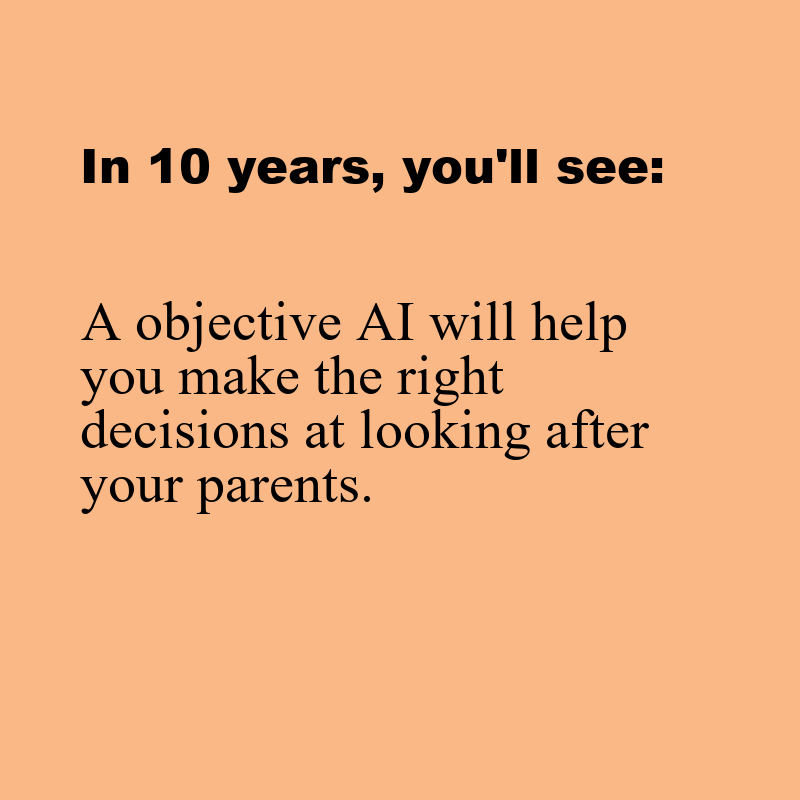 In 10 years, you'll see:
A objective AI will help
you make the right
decisions at looking after
your parents.